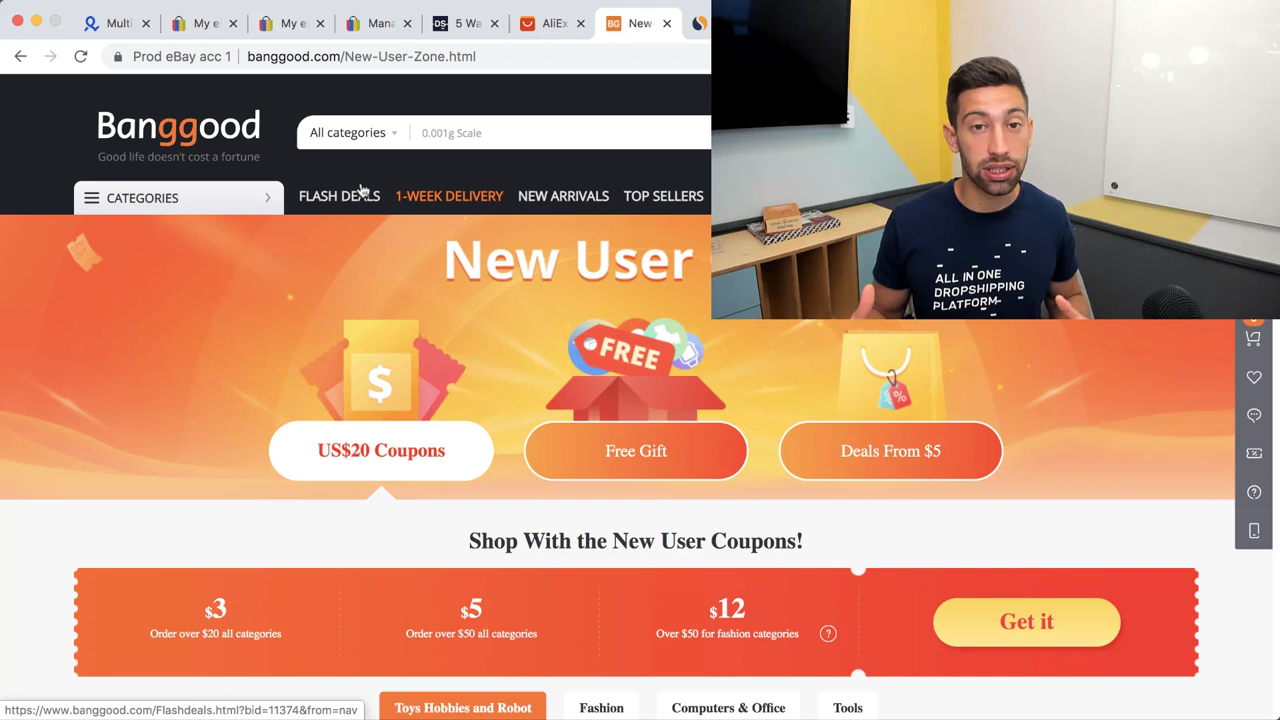 Multi
My e
My e
Mana
DS
5 Wa
AliEx
BG
New-
Prod eBay acc 1
banggood.com/New-User-Zone.html
Banggood
Good life doesn't cost a fortune
All categories
0.001g Scale
CATEGORIES
FLASH DEALS
1-WEEK DELIVERY
NEW ARRIVALS
TOP SELLERS
New User
ALL IN ONE
DROPSHIPPING
PLATFORM
$
FREE
%
US$20 Coupons
Free Gift
Deals From $5
Shop With the New User Coupons!
$3
Order over $20 all categories
$5
Order over $50 all categories
$12
Over $50 for fashion categories
?
Get it
Toys Hobbies and Robot
Fashion
Computers & Office
Tools
https://www.banggood.com/Flashdeals.html?bid=11374&from=nav